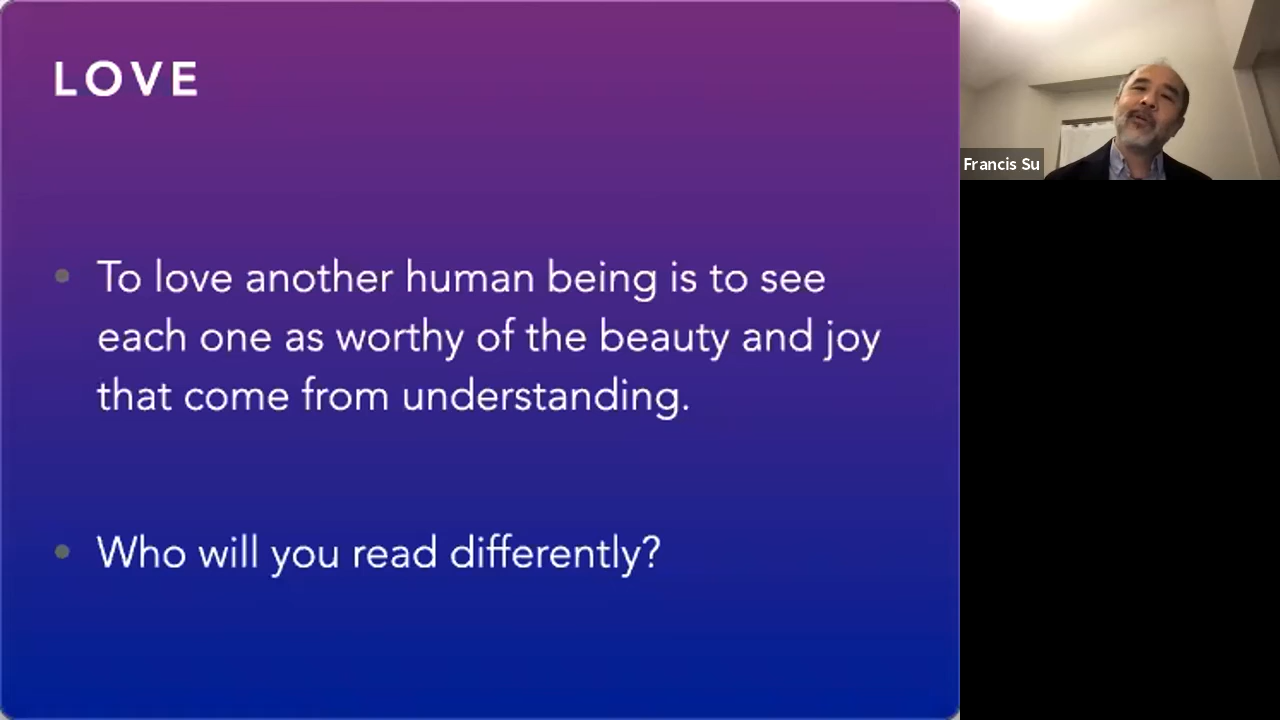 LOVE
To love another human being is to see
each one as worthy of the beauty and joy
that come from understanding.
Who will you read differently?
Francis Su